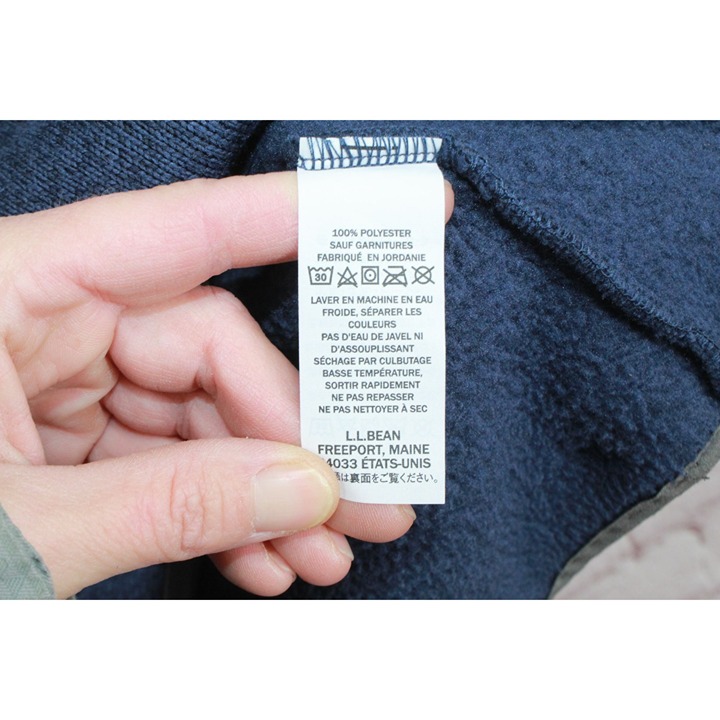 100% POLYESTER
SAUF GARNITURES
FABRIQUÉ EN JORDANIE
30
LAVER EN MACHINE EN EAU
FROIDE, SÉPARER LES
COULEURS
PAS D'EAU DE JAVEL NI
D'ASSOUPLISSANT
SÉCHAGE PAR CULBUTAGE
BASSE TEMPÉRATURE,
SORTIR RAPIDEMENT
NE PAS REPASSER
NE PAS NETTOYER À SEC
L.L.BEAN
FREEPORT, MAINE
4033 ÉTATS-UNIS
は裏面をご覧ください。